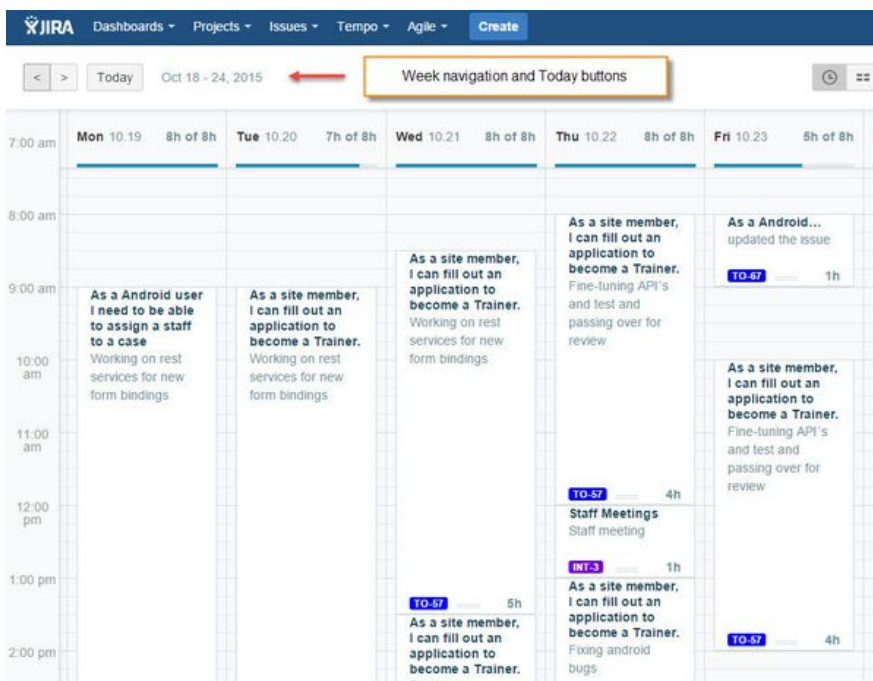 JIRA Dashboards Projects Issues Tempo Agile Create
< > Today Oct 18 - 24, 2015 Week navigation and Today buttons
Mon 10.19 8h of 8h Tue 10.20 7h of 8h Wed 10.21 8h of 8h Thu 10.22 8h of 8h Fri 10.23 5h of 8h
7:00 am
8:00 am
9:00 am
10:00
am
11:00
am
12:00
pm
1:00 pm
2:00 pm
As a Android user
I need to be able
to assign a staff
to a case
Working on rest
services for new
form bindings
As a site member,
I can fill out an
application to
become a Trainer.
Working on rest
services for new
form bindings
As a site member,
I can fill out an
application to
become a Trainer.
Working on rest
services for new
form bindings
TO-57 5h
As a site member,
I can fill out an
application to
become a Trainer.
As a site member,
I can fill out an
application to
become a Trainer.
Fine-tuning API's
and test and
passing over for
review
TO-57 4h
Staff Meetings
Staff meeting
INT-3 1h
As a site member,
I can fill out an
application to
become a Trainer.
Fixing android
bugs
As a Android...
updated the issue
TO-67 1h
As a site member,
I can fill out an
application to
become a Trainer.
Fine-tuning API's
and test and
passing over for
review
TO-57 4h